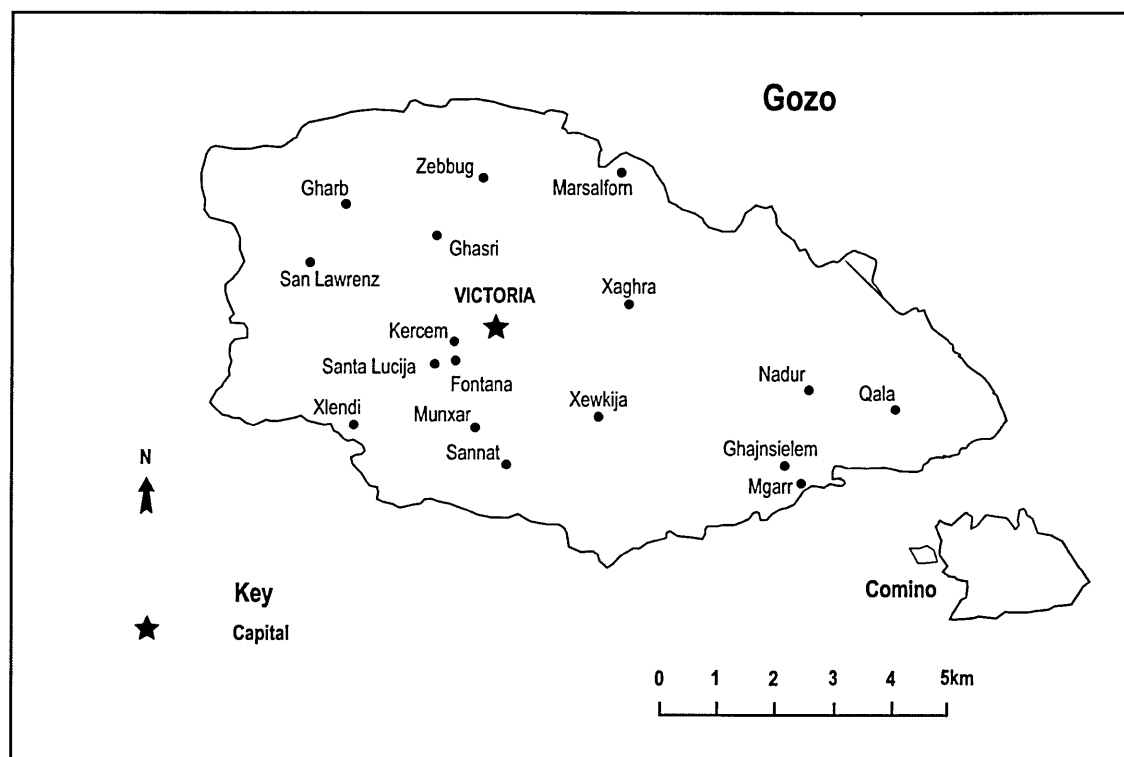 Gozo
Zebbug
Marsalforn
Gharb
Ghasri
San Lawrenz
VICTORIA
Xaghra
Kercem
Santa Lucija
Fontana
Nadur
Qala
Xlendi
Munxar
Xewkija
Sannat
Ghajnsielem
Mgarr
N
Comino
Key
Capital
0 1 2 3 4 5km